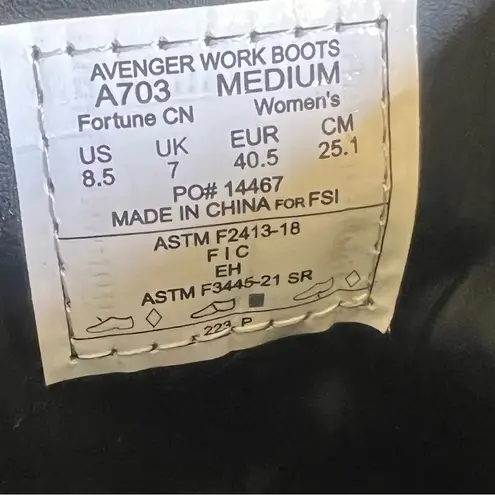 AVENGER WORK BOOTS
A703 MEDIUM
Fortune CN Women's
US UK EUR CM
8.5 7 40.5 25.1
PO# 14467
MADE IN CHINA FOR FSI
ASTM F2413-18
F I C
EH
ASTM F3445-21 SR
223 P